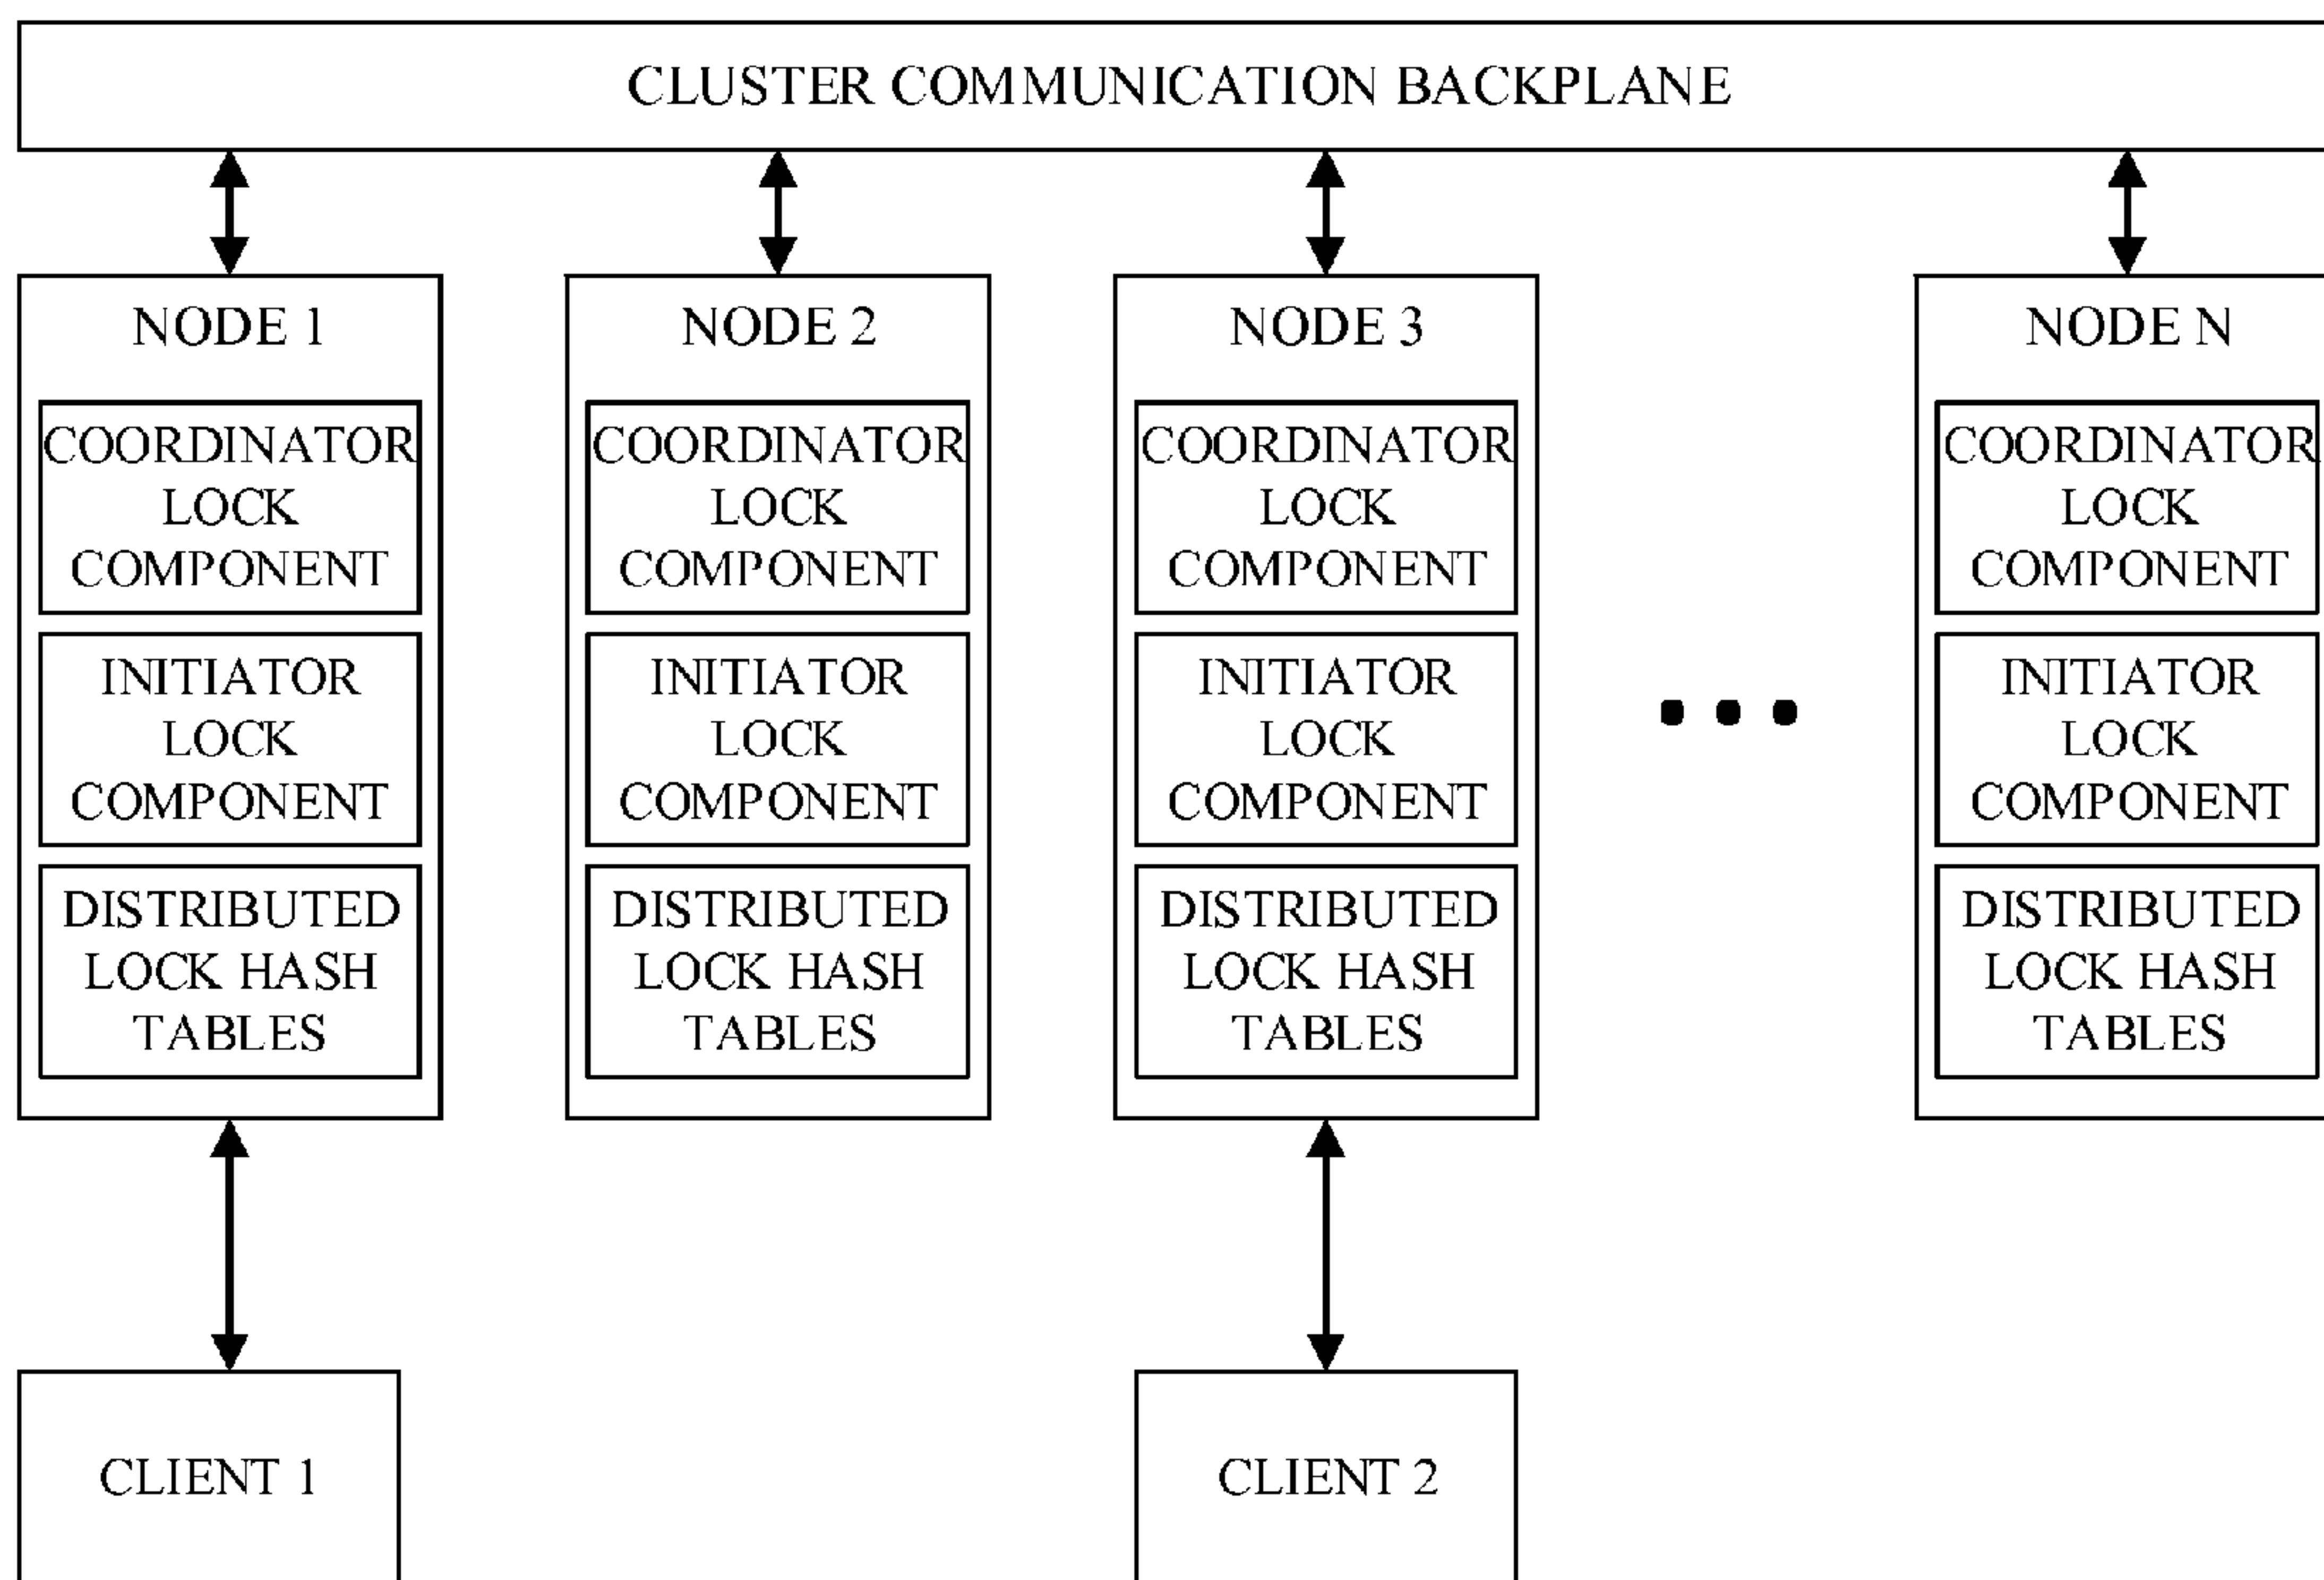 CLUSTER COMMUNICATION BACKPLANE
NODE 1
COORDINATOR
LOCK
COMPONENT
INITIATOR
LOCK
COMPONENT
DISTRIBUTED
LOCK HASH
TABLES
NODE 2
COORDINATOR
LOCK
COMPONENT
INITIATOR
LOCK
COMPONENT
DISTRIBUTED
LOCK HASH
TABLES
NODE 3
COORDINATOR
LOCK
COMPONENT
INITIATOR
LOCK
COMPONENT
DISTRIBUTED
LOCK HASH
TABLES
NODE N
COORDINATOR
LOCK
COMPONENT
INITIATOR
LOCK
COMPONENT
DISTRIBUTED
LOCK HASH
TABLES
CLIENT 1
CLIENT 2